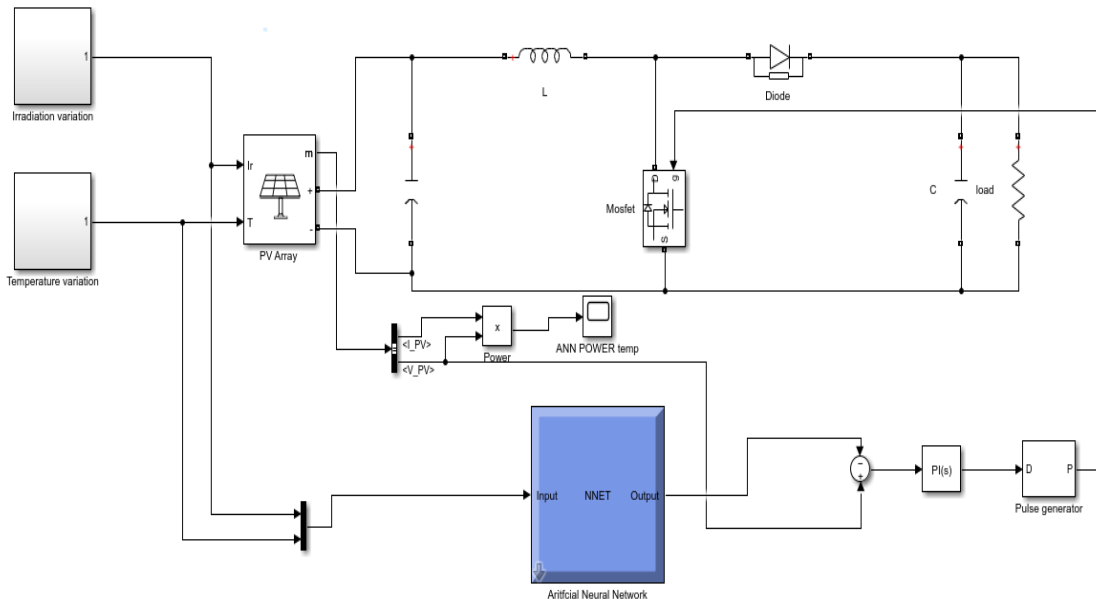 1
Irradiation variation
1
Temperature variation
Ir
T
m
+
-
PV Array
L
Diode
g
D
S
Mosfet
C
load
<I_PV>
<V_PV>
x
Power
ANN POWER temp
Input
NNET
Output
Aritfcial Neural Network
−
+
PI(s)
D
P
Pulse generator